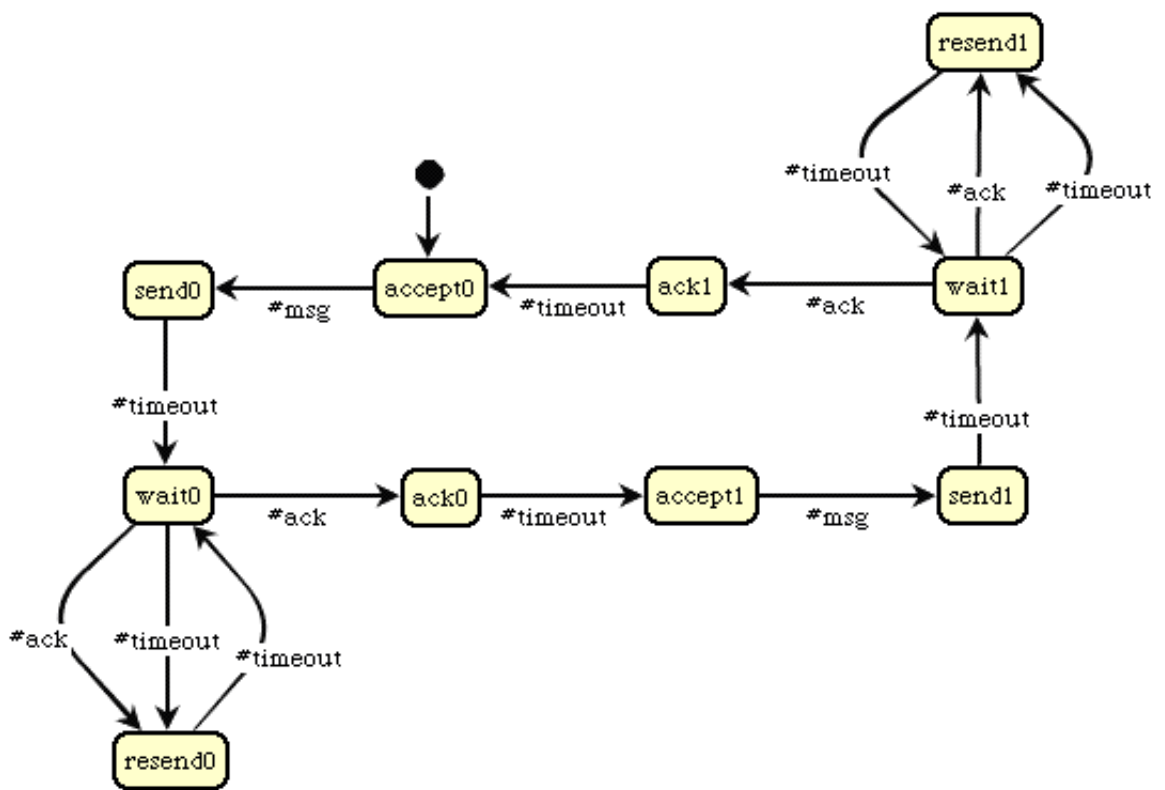 resend1
#timeout
#ack
#timeout
send0
#msg
accept0
#timeout
ack1
#ack
wait1
#timeout
#timeout
wait0
#ack
ack0
#timeout
accept1
#msg
send1
#ack
#timeout
#timeout
resend0